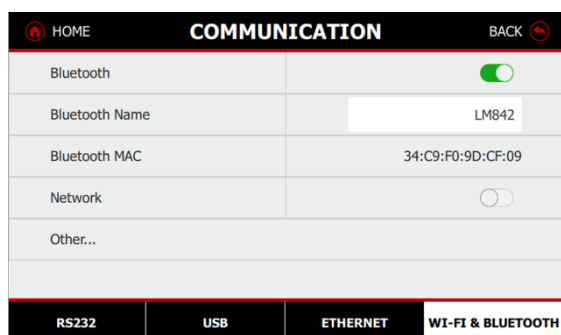 HOME COMMUNICATION BACK
Bluetooth
Bluetooth Name LM842
Bluetooth MAC 34:C9:F0:9D:CF:09
Network
Other...
RS232 USB ETHERNET WI-FI & BLUETOOTH